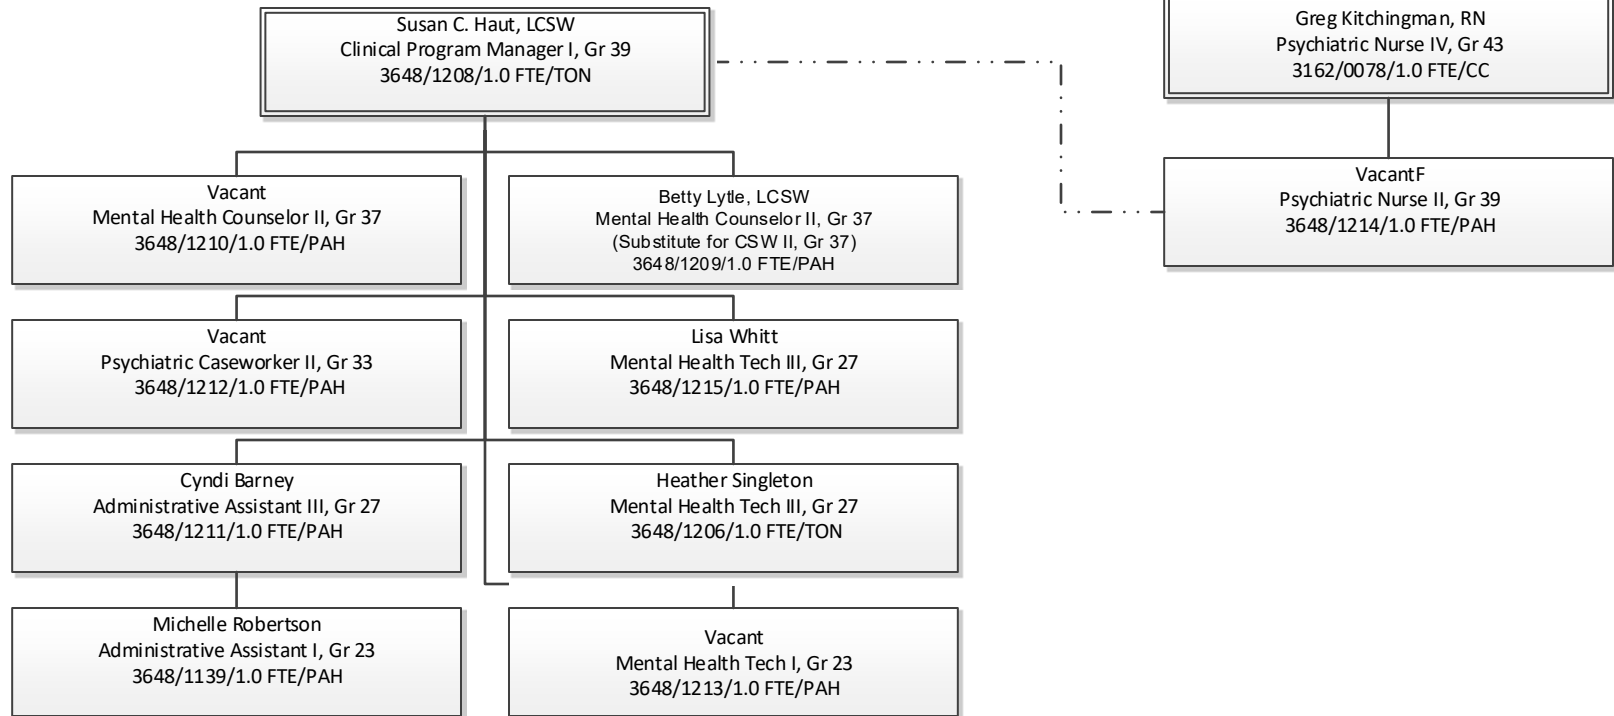 Susan C. Haut, LCSW
Clinical Program Manager I, Gr 39
3648/1208/1.0 FTE/TON
Greg Kitchingman, RN
Psychiatric Nurse IV, Gr 43
3162/0078/1.0 FTE/CC
Vacant
Mental Health Counselor II, Gr 37
3648/1210/1.0 FTE/PAH
Betty Lytle, LCSW
Mental Health Counselor II, Gr 37
(Substitute for CSW II, Gr 37)
3648/1209/1.0 FTE/PAH
VacantF
Psychiatric Nurse II, Gr 39
3648/1214/1.0 FTE/PAH
Vacant
Psychiatric Caseworker II, Gr 33
3648/1212/1.0 FTE/PAH
Lisa Whitt
Mental Health Tech III, Gr 27
3648/1215/1.0 FTE/PAH
Cyndi Barney
Administrative Assistant III, Gr 27
3648/1211/1.0 FTE/PAH
Heather Singleton
Mental Health Tech III, Gr 27
3648/1206/1.0 FTE/TON
Michelle Robertson
Administrative Assistant I, Gr 23
3648/1139/1.0 FTE/PAH
Vacant
Mental Health Tech I, Gr 23
3648/1213/1.0 FTE/PAH